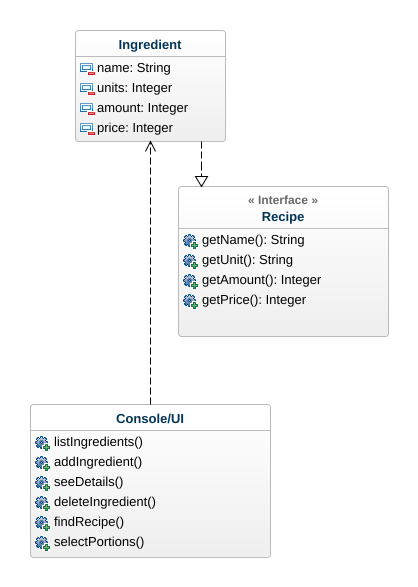 Ingredient
name: String
units: Integer
amount: Integer
price: Integer
« Interface »
Recipe
getName(): String
getUnit(): String
getAmount(): Integer
getPrice(): Integer
Console/UI
listIngredients()
addIngredient()
seeDetails()
deleteIngredient()
findRecipe()
selectPortions()